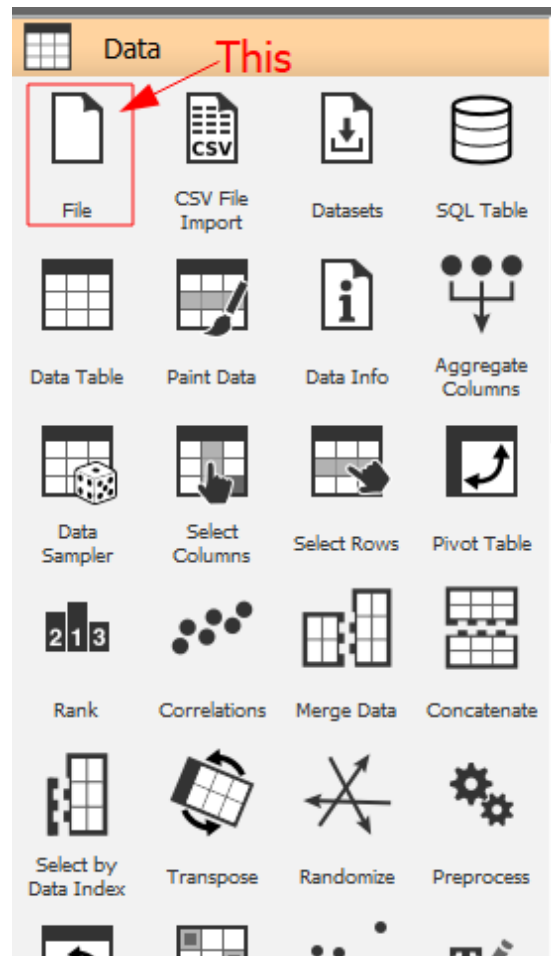 Data
This
CSV
File
CSV File
Import
Datasets
SQL Table
Data Table
Paint Data
Data Info
Aggregate
Columns
Data
Sampler
Select
Columns
Select Rows
Pivot Table
2 1 3
Rank
Correlations
Merge Data
Concatenate
Select by
Data Index
Transpose
Randomize
Preprocess